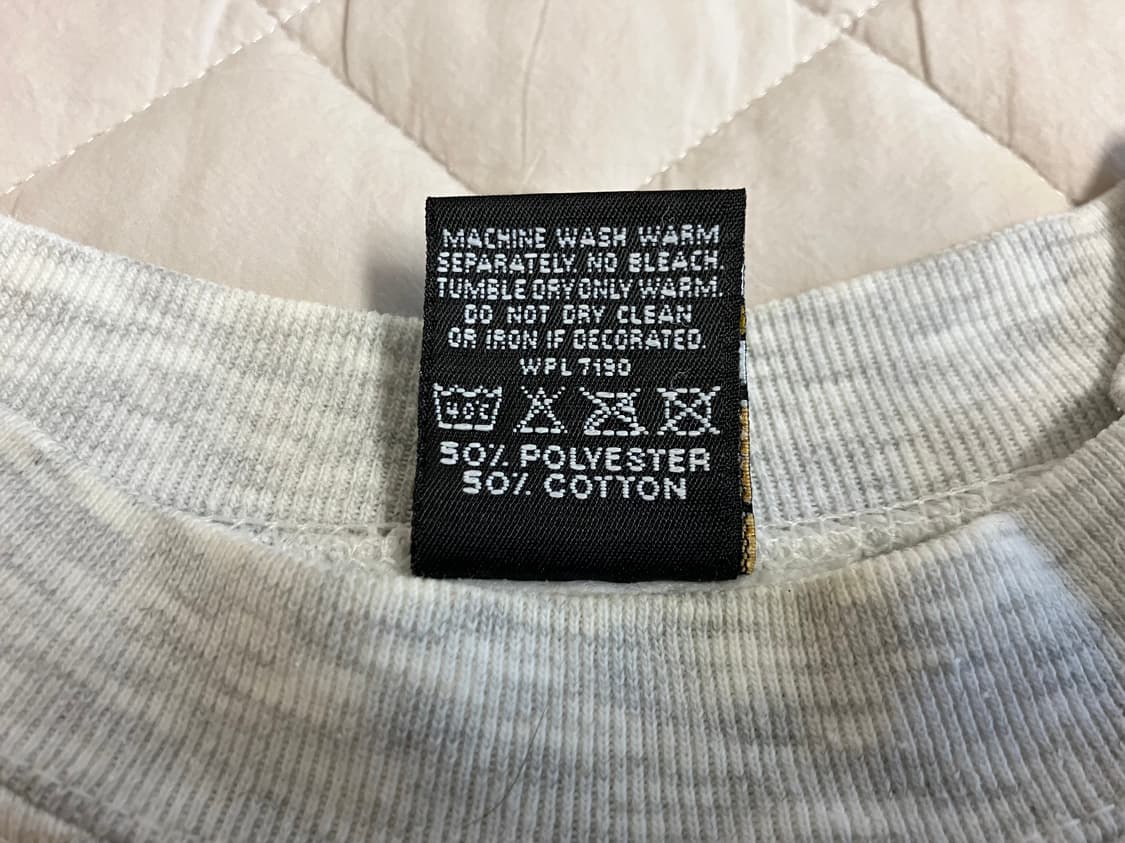 MACHINE WASH WARM
SEPARATELY NO BLEACH.
TUMBLE DRY ONLY WARM.
DO NOT DRY CLEAN
OR IRON IF DECORATED.
WPL 7190
40C
50% POLYESTER
50% COTTON